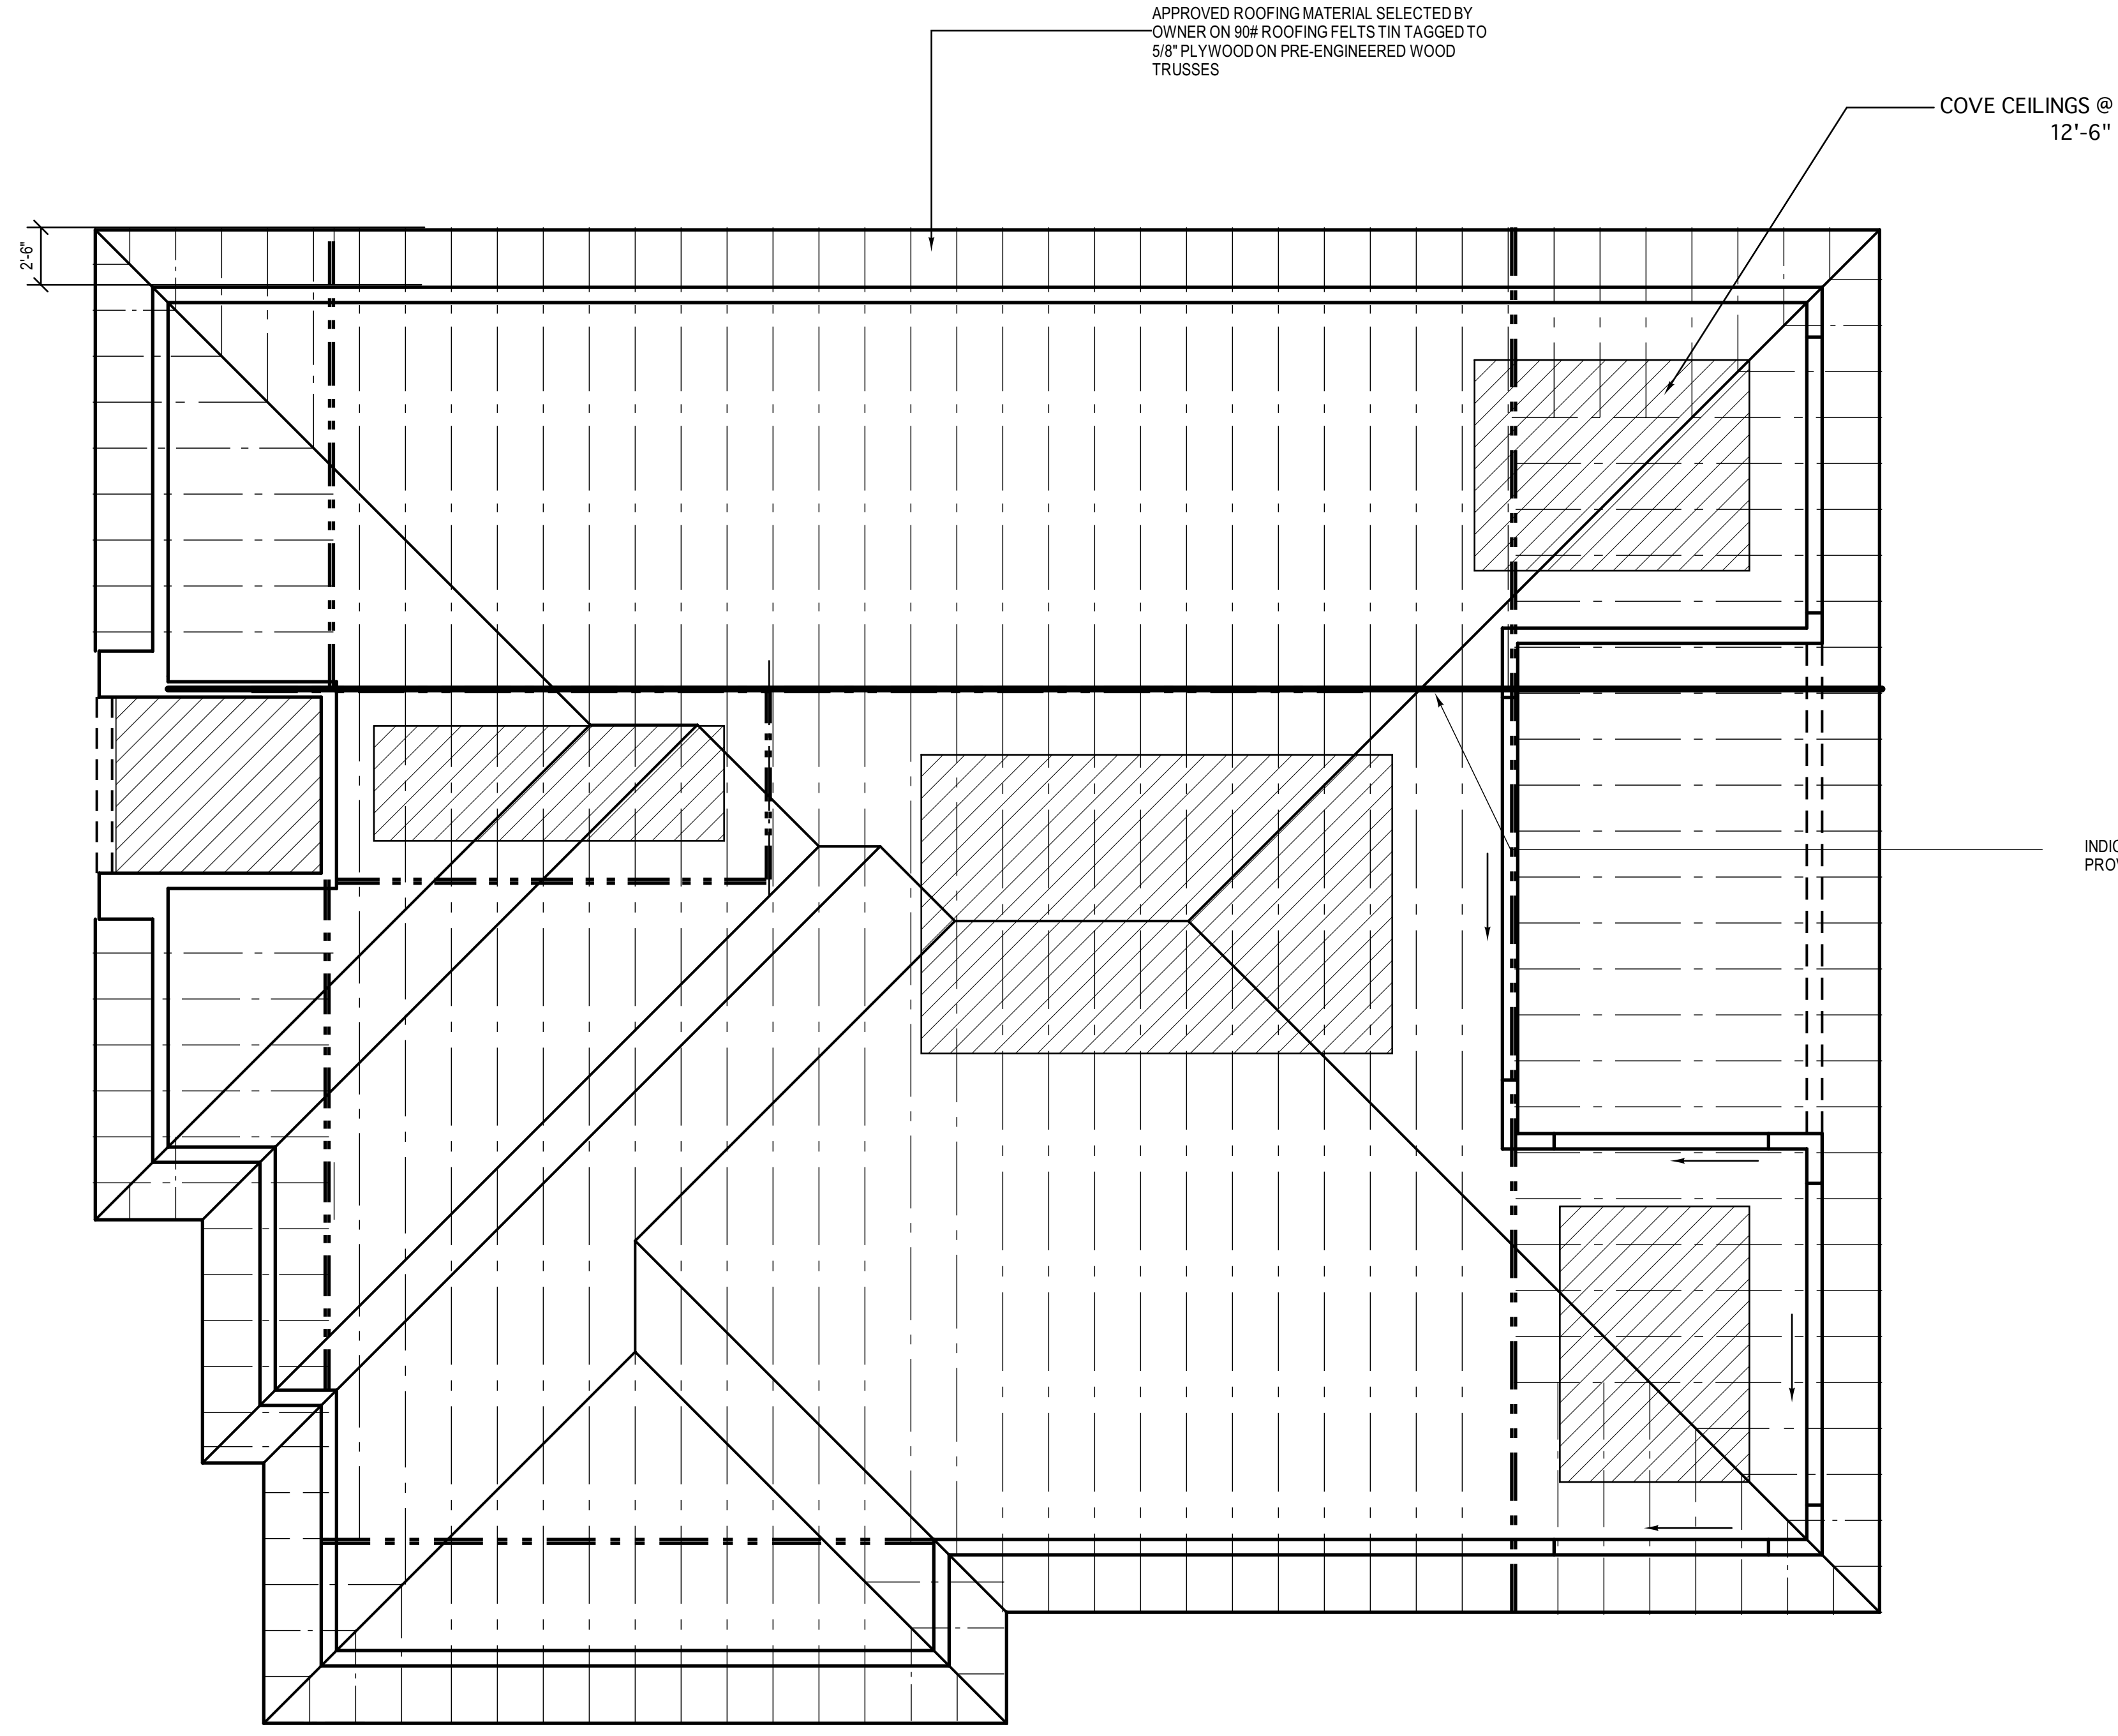 APPROVED ROOFING MATERIAL SELECTED BY
OWNER ON 90# ROOFING FELTS TIN TAGGED TO
5/8" PLYWOOD ON PRE-ENGINEERED WOOD
TRUSSES
COVE CEILINGS @
12'-6"
2'-6"